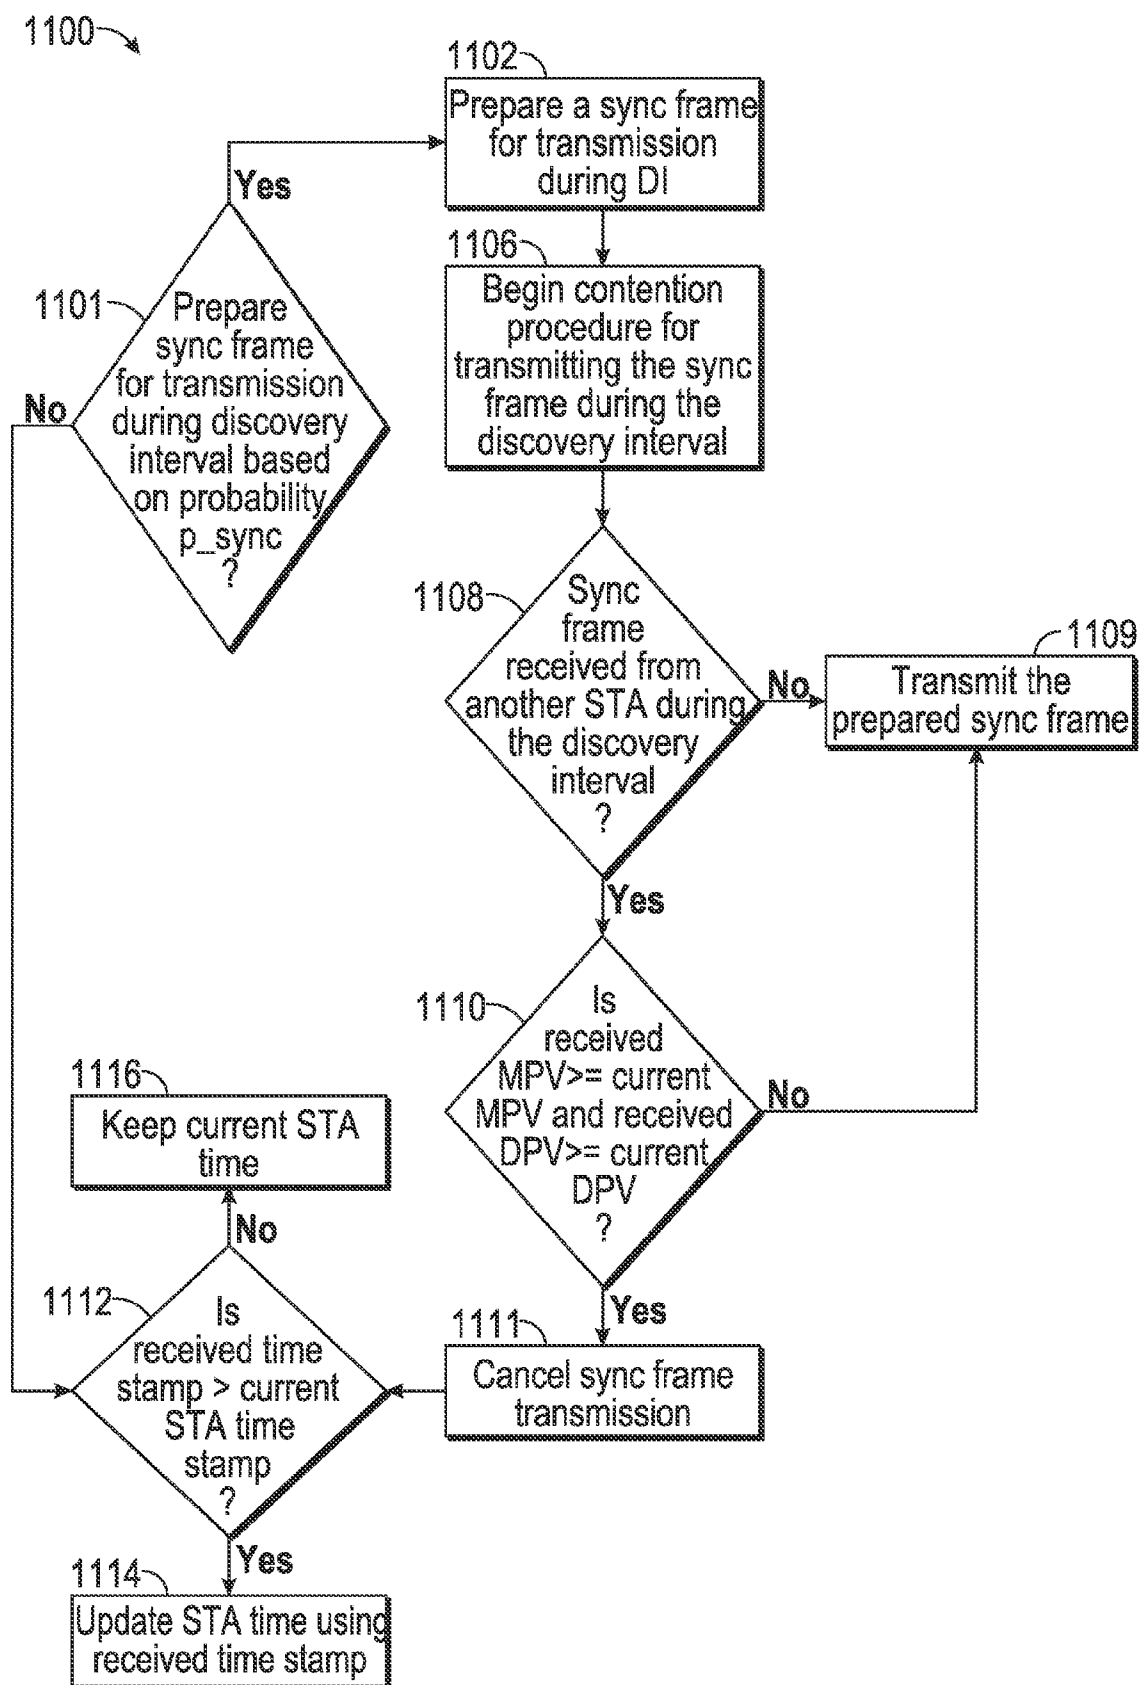 1100
1102
Prepare a sync frame
for transmission
during DI
Yes
1106
Begin contention
procedure for
transmitting the sync
frame during the
discovery interval
1101
Prepare
sync frame
for transmission
during discovery
interval based
on probability
p_sync
?
No
1108
Sync
frame
received from
another STA during
the discovery
interval
?
No
1109
Transmit the
prepared sync frame
Yes
1110
Is
received
MPV>= current
MPV and received
DPV>= current
DPV
?
No
Yes
1116
Keep current STA
time
No
1112
Is
received time
stamp > current
STA time
stamp
?
1111
Cancel sync frame
transmission
Yes
1114
Update STA time using
received time stamp